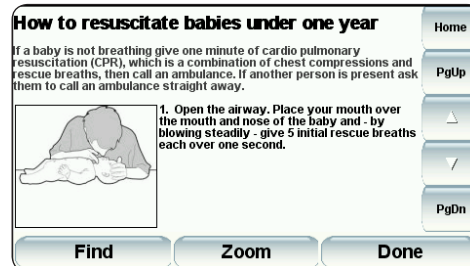 How to resuscitate babies under one year
If a baby is not breathing give one minute of cardio pulmonary
resuscitation (CPR), which is a combination of chest compressions and
rescue breaths, then call an ambulance. If another person is present ask
them to call an ambulance straight away.
1. Open the airway. Place your mouth over
the mouth and nose of the baby and - by
blowing steadily - give 5 initial rescue breaths
each over one second.
Home
PgUp
PgDn
Find
Zoom
Done